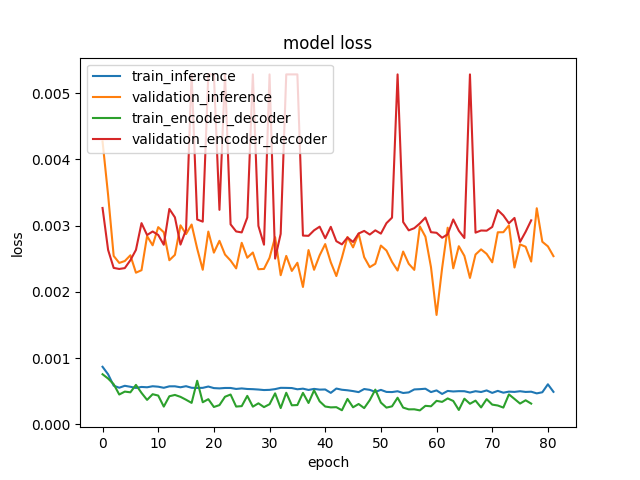 model loss
train_inference
validation_inference
train_encoder_decoder
validation_encoder_decoder
loss
0.005
0.004
0.003
0.002
0.001
0.000
0 10 20 30 40 50 60 70 80
epoch